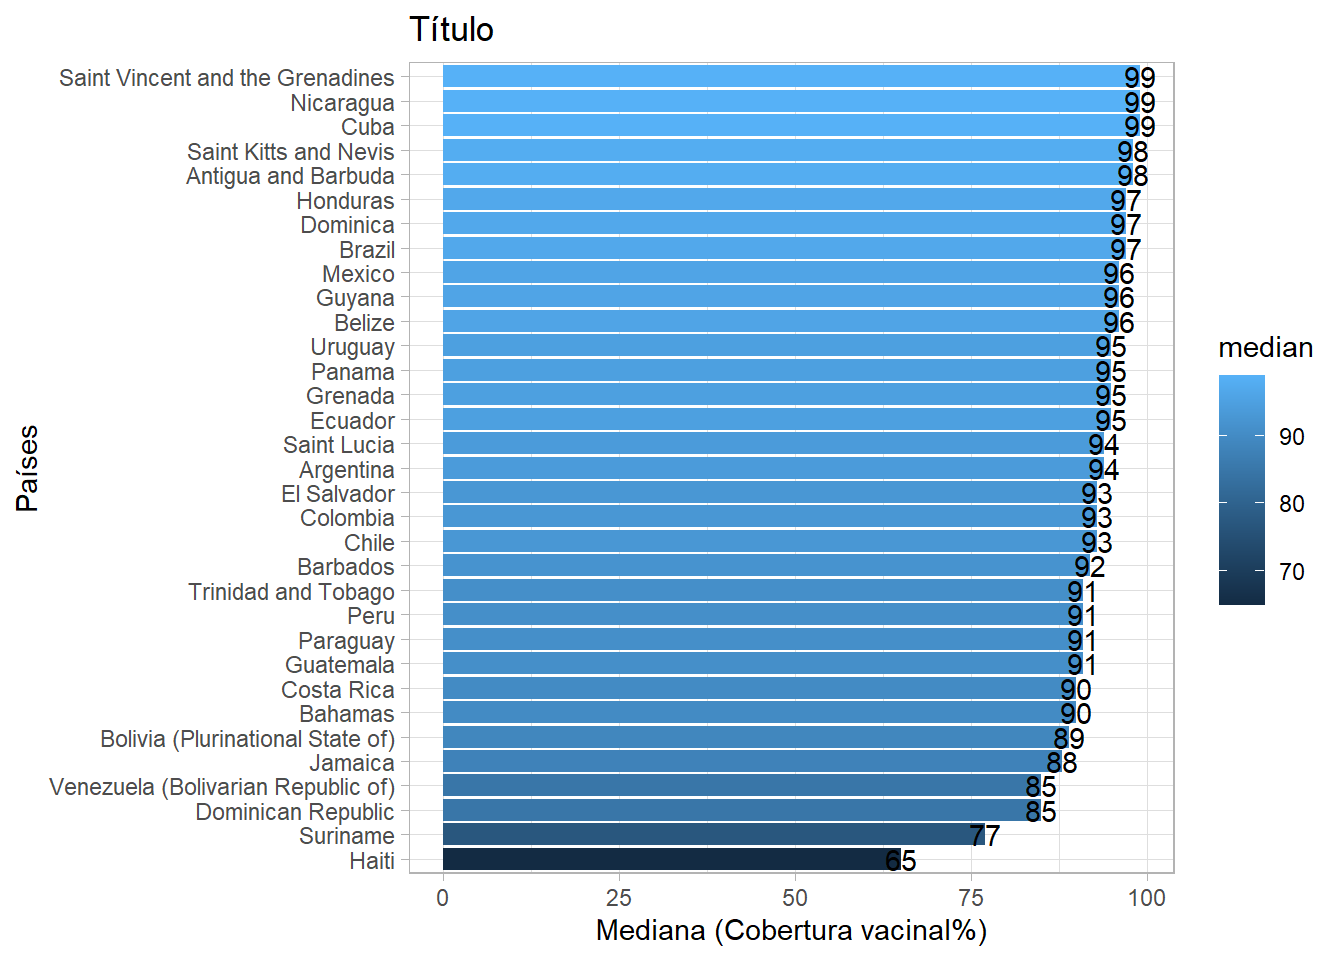 Título
Países
Saint Vincent and the Grenadines 99
Nicaragua 99
Cuba 99
Saint Kitts and Nevis 98
Antigua and Barbuda 98
Honduras 97
Dominica 97
Brazil 97
Mexico 96
Guyana 96
Belize 96
Uruguay 95
Panama 95
Grenada 95
Ecuador 95
Saint Lucia 94
Argentina 94
El Salvador 93
Colombia 93
Chile 93
Barbados 92
Trinidad and Tobago 91
Peru 91
Paraguay 91
Guatemala 91
Costa Rica 90
Bahamas 90
Bolivia (Plurinational State of) 89
Jamaica 88
Venezuela (Bolivarian Republic of) 85
Dominican Republic 85
Suriname 77
Haiti 65
0 25 50 75 100
Mediana (Cobertura vacinal%)
median
90
80
70